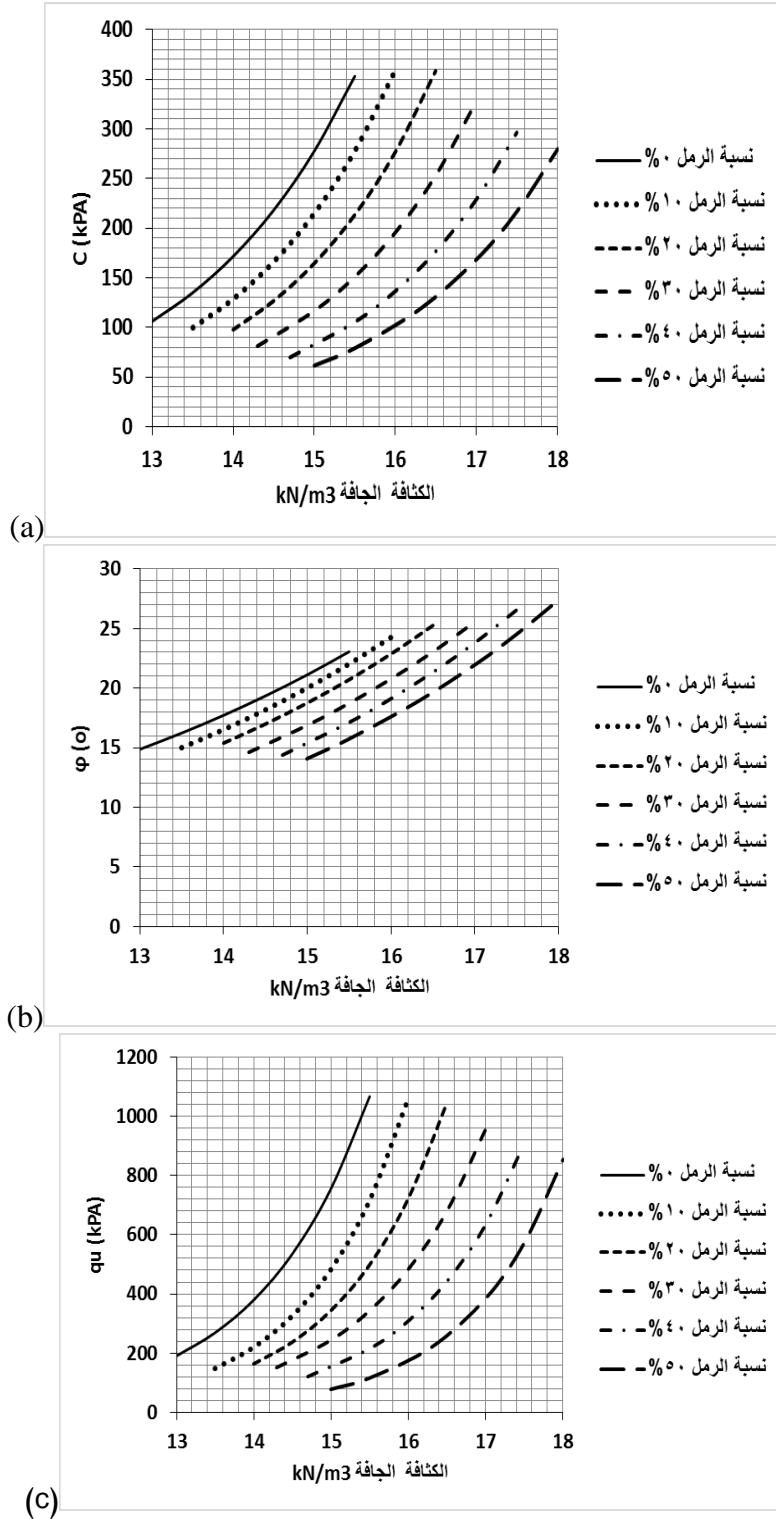 400
350
300
250
200
150
100
50
0
C (kPA)
13 14 15 16 17 18
الكثافة الجافة kN/m3
نسبة الرمل ٠%
نسبة الرمل ١٠%
نسبة الرمل ٢٠%
نسبة الرمل ٣٠%
نسبة الرمل ٤٠%
نسبة الرمل ٥٠%
(a)
30
25
20
15
10
5
0
φ (o)
13 14 15 16 17 18
الكثافة الجافة kN/m3
نسبة الرمل ٠%
نسبة الرمل ١٠%
نسبة الرمل ٢٠%
نسبة الرمل ٣٠%
نسبة الرمل ٤٠%
نسبة الرمل ٥٠%
(b)
1200
1000
800
600
400
200
0
qu (kPA)
13 14 15 16 17 18
الكثافة الجافة kN/m3
نسبة الرمل ٠%
نسبة الرمل ١٠%
نسبة الرمل ٢٠%
نسبة الرمل ٣٠%
نسبة الرمل ٤٠%
نسبة الرمل ٥٠%
(c)